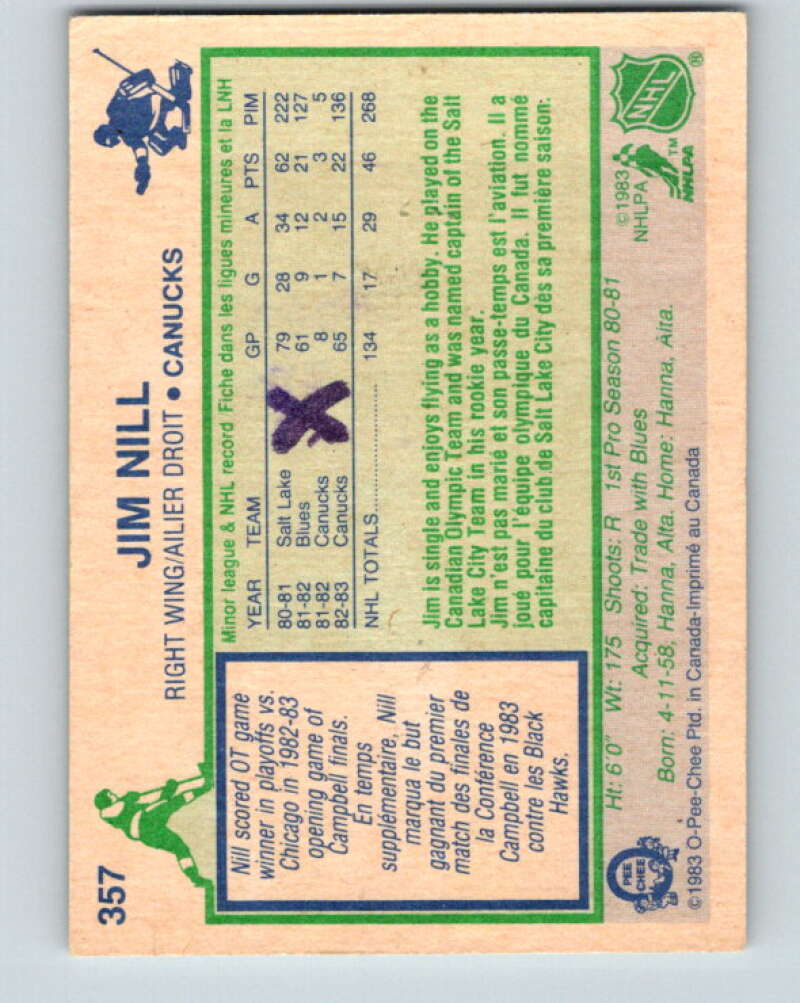 357
JIM NILL
RIGHT WING/AILIER DROIT • CANUCKS
Nill scored OT game
winner in playoffs vs.
Chicago in 1982-83
opening game of
Campbell finals.
En temps
supplémentaire, Nill
marqua le but
gagnant du premier
match des finales de
la Conférence
Campbell en 1983
contre les Black
Hawks.
Minor league & NHL record Fiche dans les ligues mineures et la LNH
YEAR TEAM GP G A PTS PIM
80-81 Salt Lake 79 28 34 62 222
81-82 Blues 61 9 12 21 127
81-82 Canucks 8 1 2 3 5
82-83 Canucks 65 7 15 22 136
NHL TOTALS.................... 134 17 29 46 268
X
Jim is single and enjoys flying as a hobby. He played on the
Canadian Olympic Team and was named captain of the Salt
Lake City Team in his rookie year.
Jim n'est pas marié et son passe-temps est l'aviation. Il a
joué pour l'équipe olympique du Canada. Il fut nommé
capitaine du club de Salt Lake City dès sa première saison.
Ht: 6'0" Wt: 175 Shoots: R 1st Pro Season 80-81
Acquired: Trade with Blues
Born: 4-11-58, Hanna, Alta. Home: Hanna, Alta.
©1983 O-Pee-Chee Ptd. in Canada-Imprimé au Canada
O
PEE
CHEE
©1983
NHLPA
NHLPA
™
NHL
®